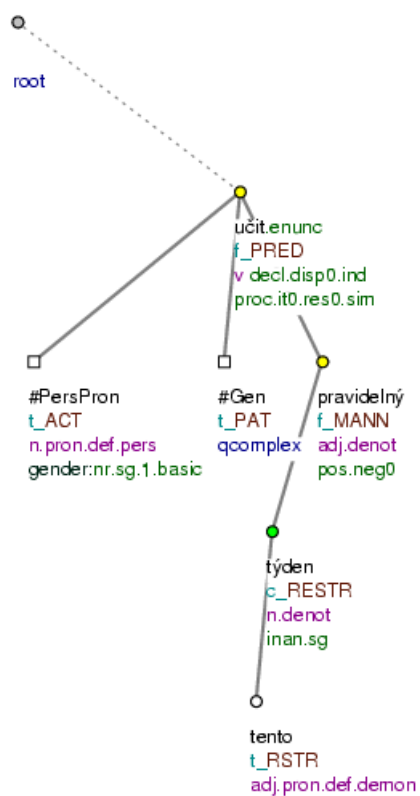 root
učit.enunc
f_PRED
v decl.disp0.ind
proc.it0.res0.sim
#PersPron
t_ACT
n.pron.def.pers
gender:nr.sg.1.basic
#Gen
t_PAT
qcomplex
pravidelný
f_MANN
adj.denot
pos.neg0
týden
c_RESTR
n.denot
inan.sg
tento
t_RSTR
adj.pron.def.demon